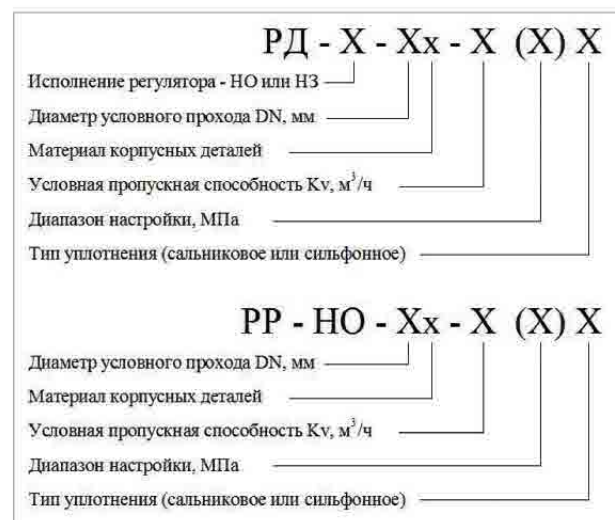 РД - Х - Хх - Х (Х) Х
Исполнение регулятора - НО или НЗ
Диаметр условного прохода DN, мм
Материал корпусных деталей
Условная пропускная способность Kv, м³/ч
Диапазон настройки, МПа
Тип уплотнения (сальниковое или сильфонное)
РР - НО - Хх - Х (Х) Х
Диаметр условного прохода DN, мм
Материал корпусных деталей
Условная пропускная способность Kv, м³/ч
Диапазон настройки, МПа
Тип уплотнения (сальниковое или сильфонное)